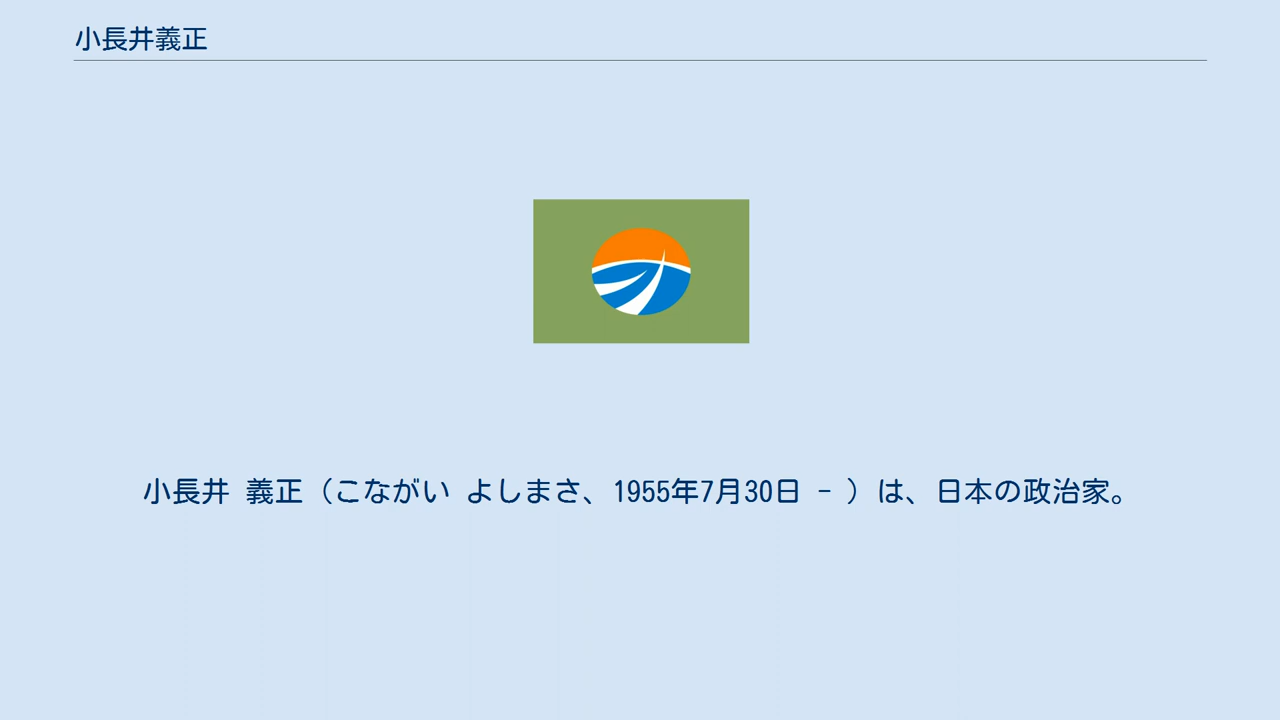 小長井義正
小長井 義正（こながい よしまさ、1955年7月30日 - ）は、日本の政治家。